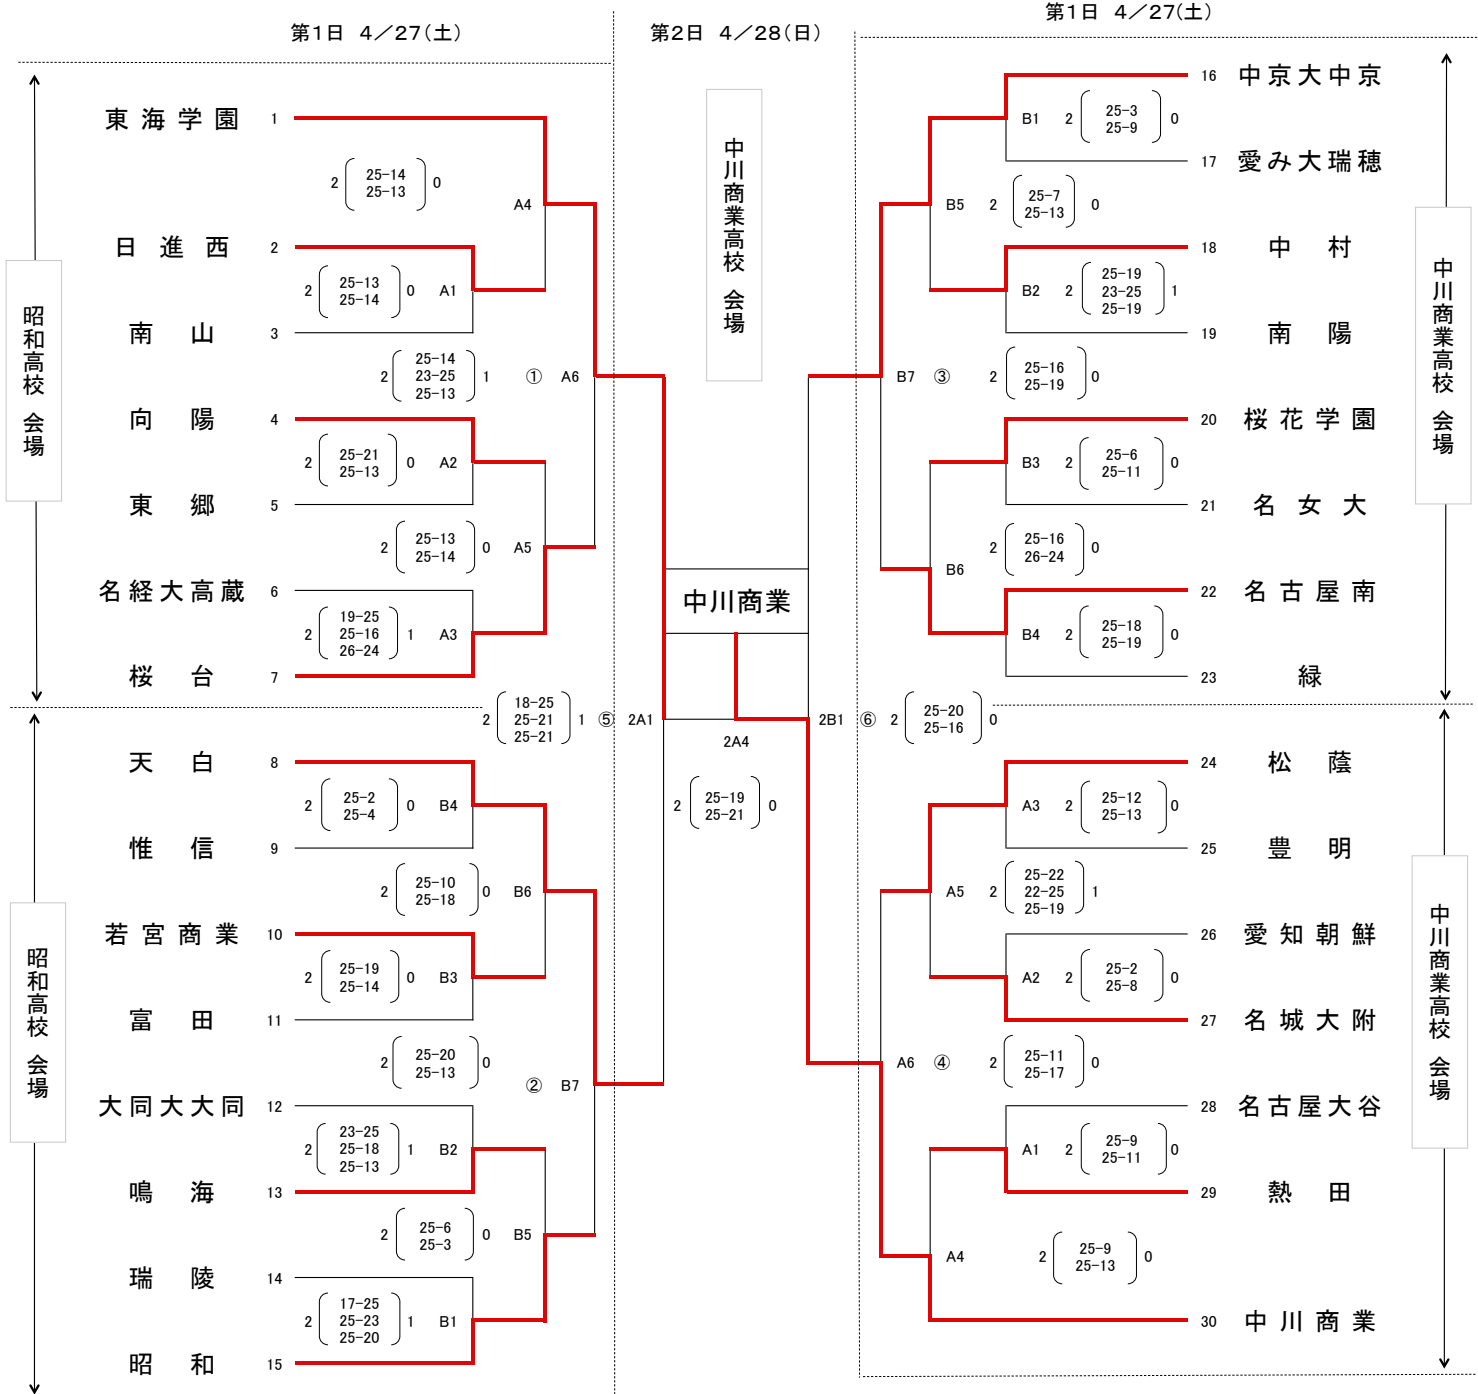 第1日 4／27(土)
第2日 4／28(日)
第1日 4／27(土)
昭和高校 会場
東海学園 1
2 25-14 0
25-13
A4
日進西 2
2 25-13 0 A1
25-14
南山 3
25-14
2 23-25 1 ① A6
25-13
向陽 4
2 25-21 0 A2
25-13
東郷 5
2 25-13 0 A5
25-14
名経大高蔵 6
19-25
2 25-16 1 A3
26-24
桜台 7
18-25
2 25-21 1 ⑤ 2A1
25-21
昭和高校 会場
天白 8
2 25-2 0 B4
25-4
惟信 9
2 25-10 0 B6
25-18
若宮商業 10
2 25-19 0 B3
25-14
富田 11
2 25-20 0
25-13
② B7
大同大大同 12
23-25
2 25-18 1 B2
25-13
鳴海 13
2 25-6 0 B5
25-3
瑞陵 14
17-25
2 25-23 1 B1
25-20
昭和 15
中川商業高校 会場
中川商業
2A4
2 25-19 0
25-21
16 中京大中京
B1 2 25-3 0
25-9
17 愛み大瑞穂
B5 2 25-7 0
25-13
18 中村
25-19
B2 2 23-25 1
25-19
19 南陽
B7 ③ 2 25-16 0
25-19
20 桜花学園
B3 2 25-6 0
25-11
21 名女大
2 25-16 0
26-24
B6
22 名古屋南
B4 2 25-18 0
25-19
23 緑
中川商業高校 会場
2B1 ⑥ 2 25-20 0
25-16
24 松蔭
A3 2 25-12 0
25-13
25 豊明
25-22
A5 2 22-25 1
25-19
26 愛知朝鮮
A2 2 25-2 0
25-8
27 名城大附
A6 ④ 2 25-11 0
25-17
28 名古屋大谷
A1 2 25-9 0
25-11
29 熱田
A4 2 25-9 0
25-13
30 中川商業
中川商業高校 会場